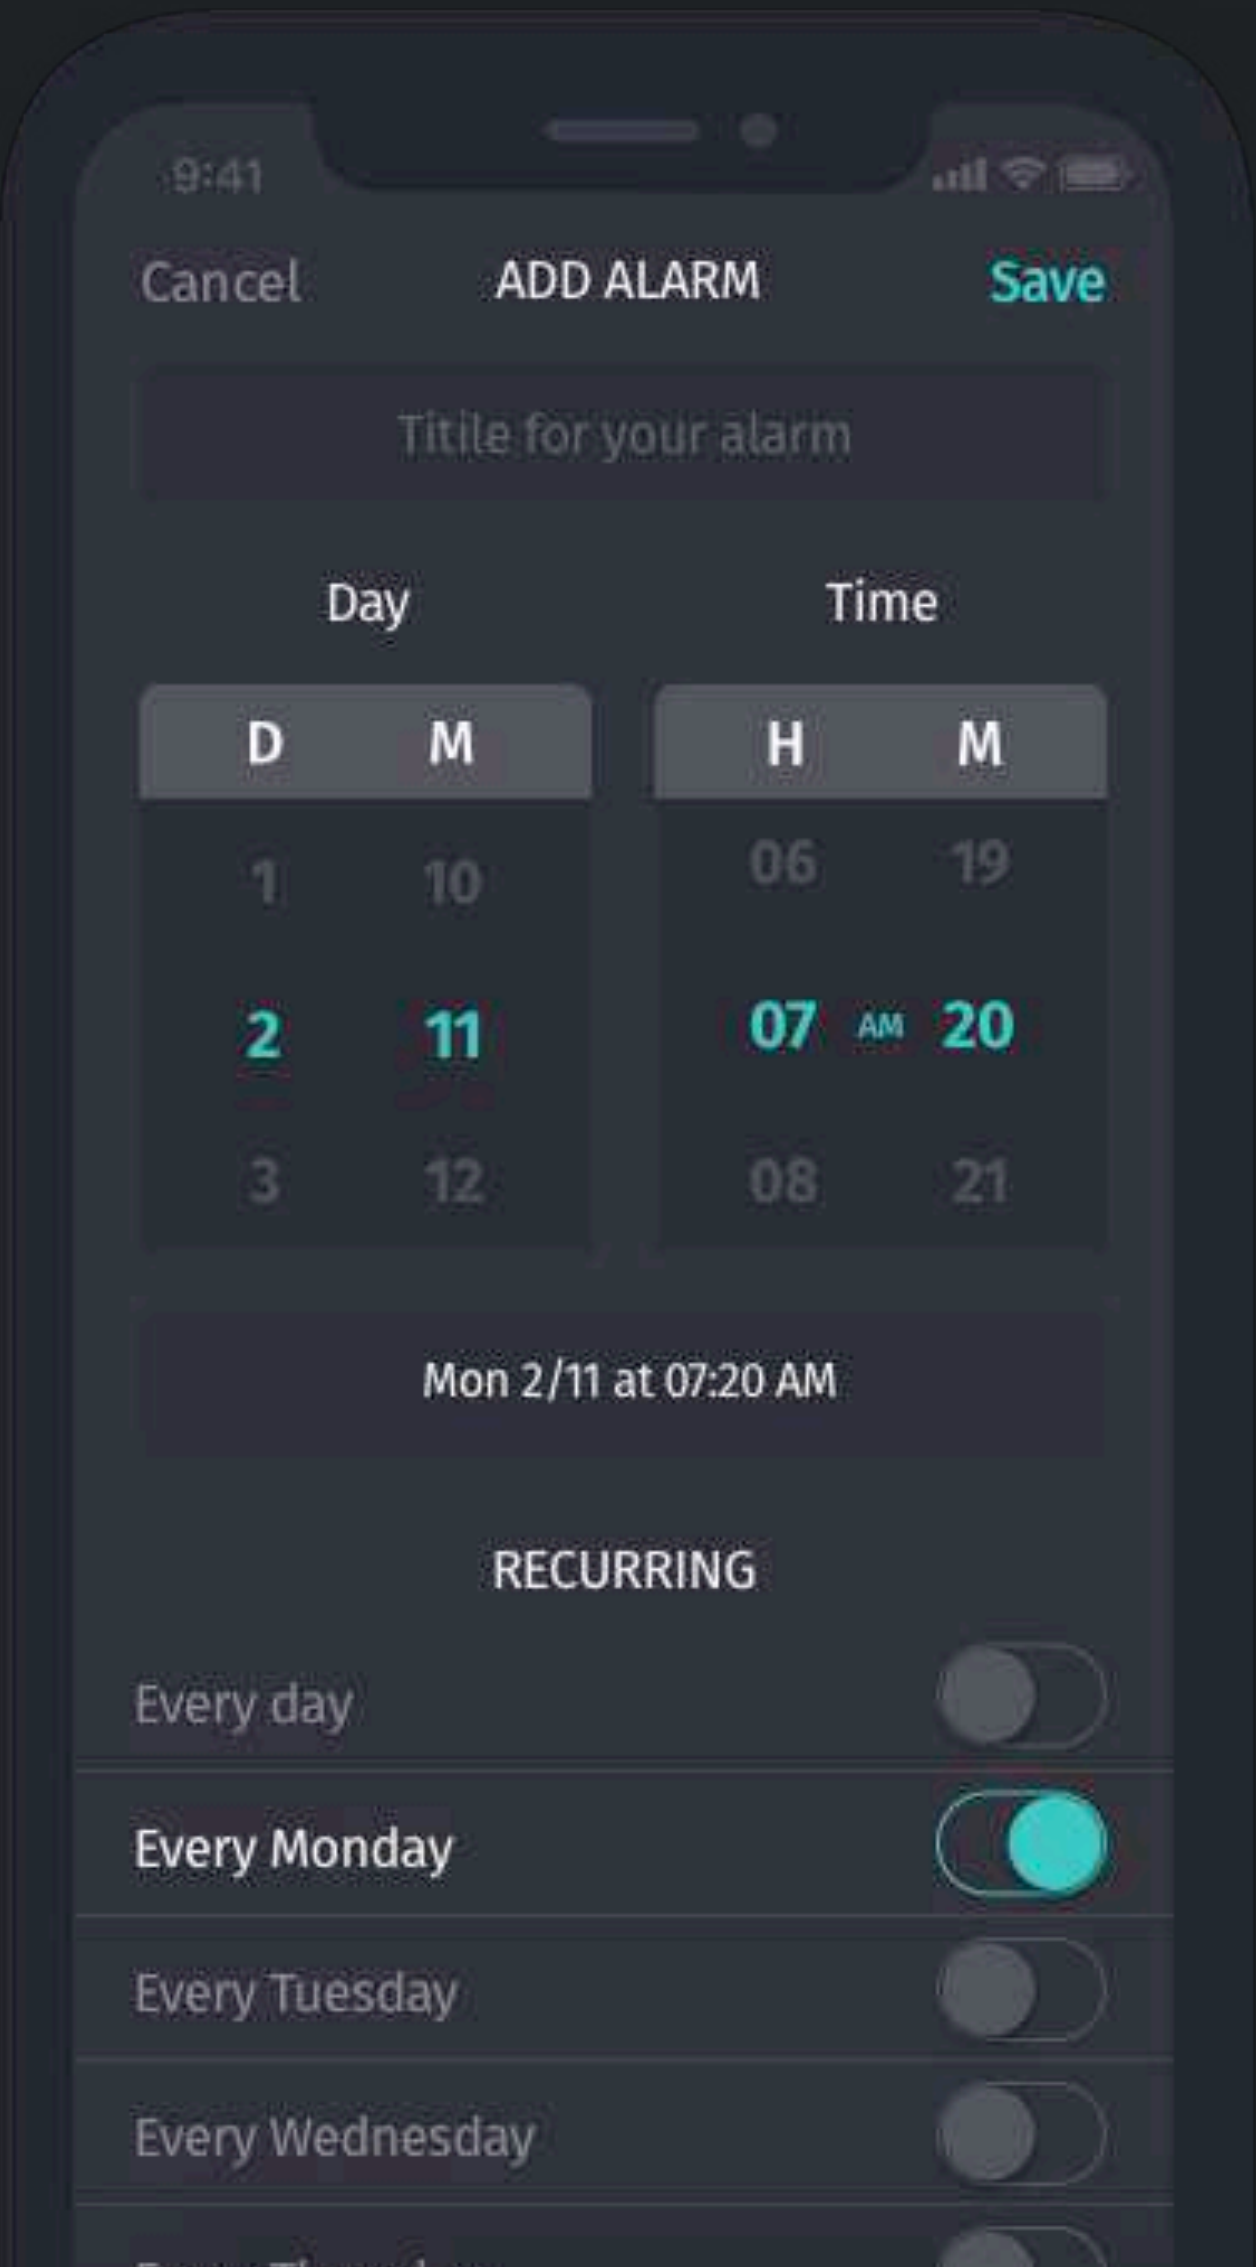 9:41
Cancel ADD ALARM Save
Titile for your alarm
Day Time
D M H M
1 10 06 19
2 11 07 AM 20
3 12 08 21
Mon 2/11 at 07:20 AM
RECURRING
Every day
Every Monday
Every Tuesday
Every Wednesday